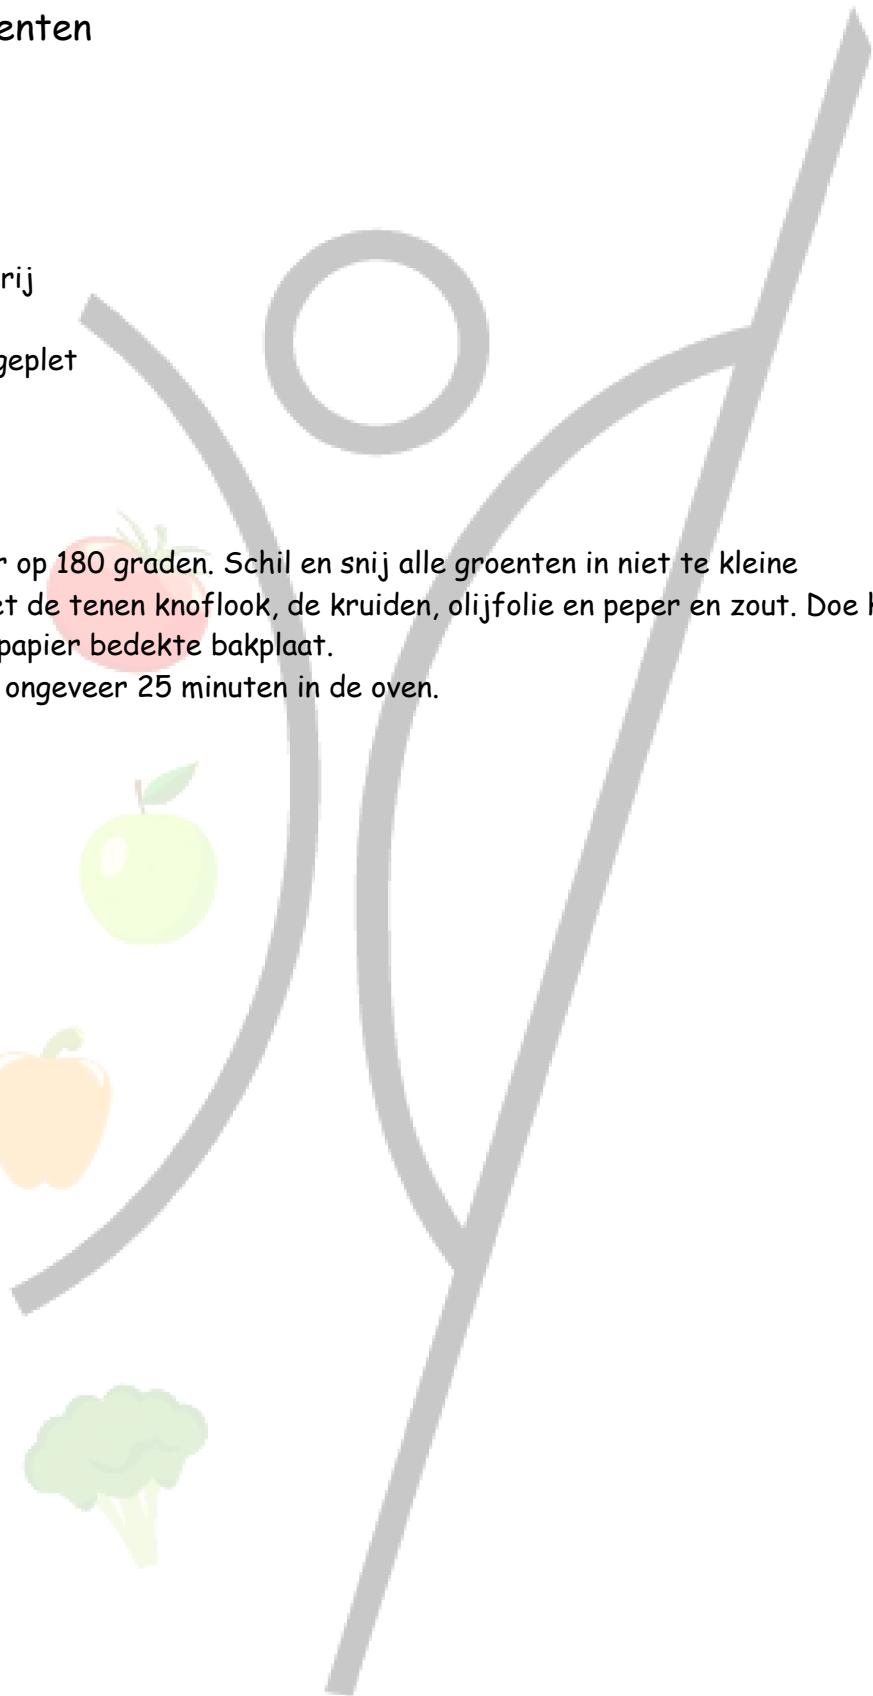 enten
rij
geplet
r op 180 graden. Schil en snij alle groenten in niet te kleine
et de tenen knoflook, de kruiden, olijfolie en peper en zout. Doe h
papier bedekte bakplaat.
ongeveer 25 minuten in de oven.